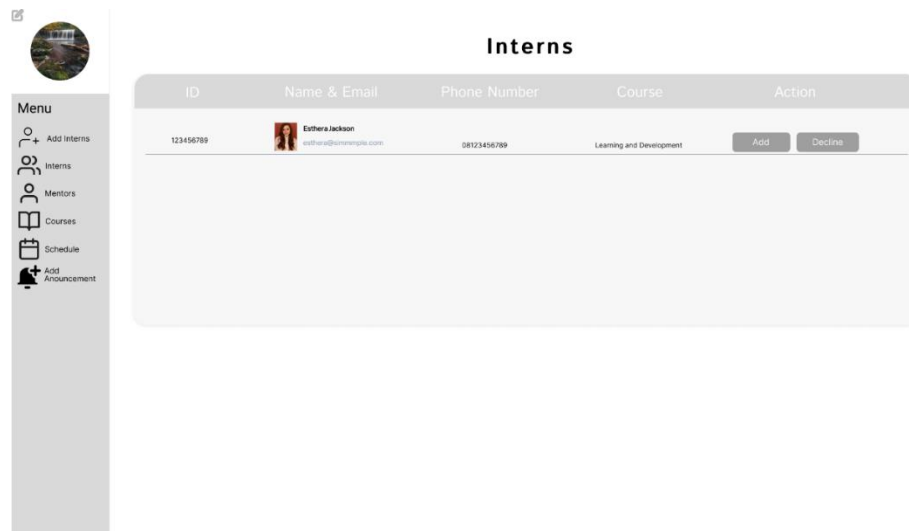 Interns
Menu
Add Interns
Interns
Mentors
Courses
Schedule
Add
Anouncement
ID Name & Email Phone Number Course Action
123456789 Esthera Jackson 08123456789 Learning and Development Add Decline